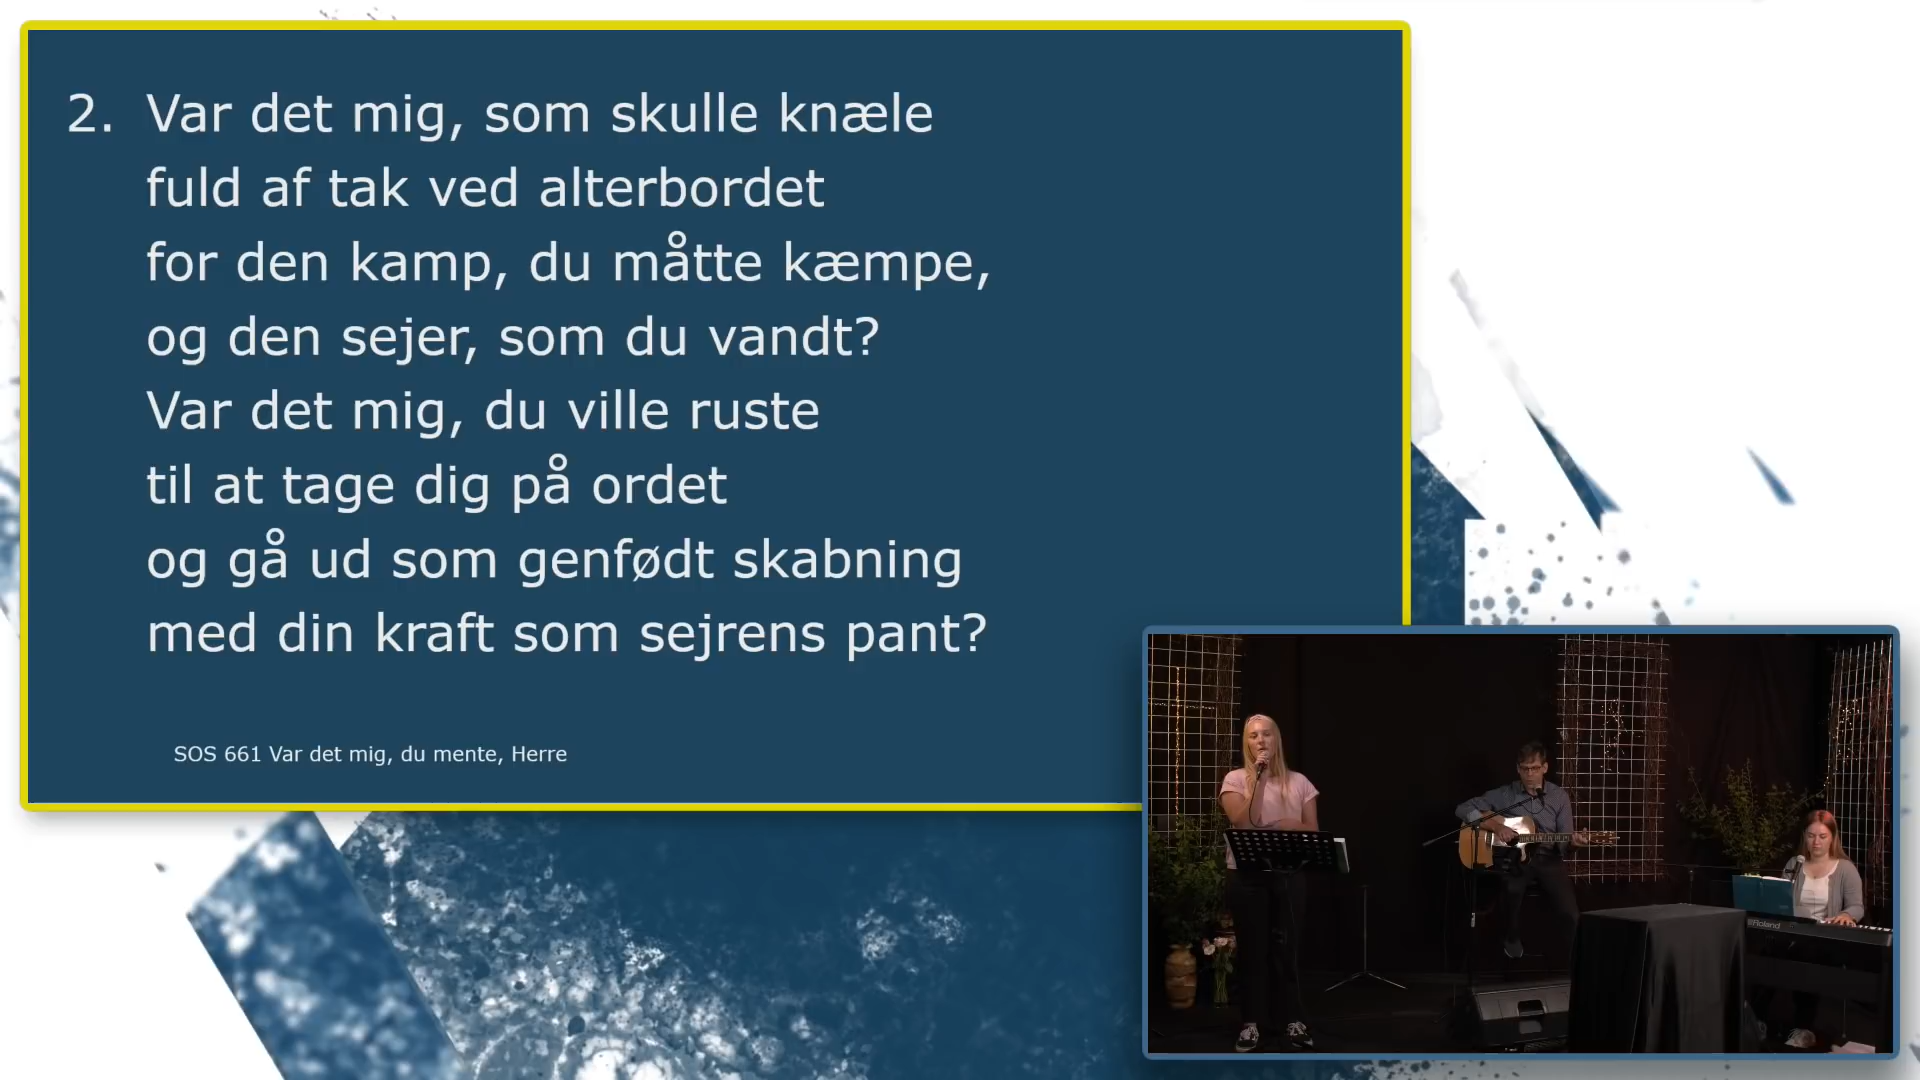 2. Var det mig, som skulle knæle
fuld af tak ved alterbordet
for den kamp, du måtte kæmpe,
og den sejer, som du vandt?
Var det mig, du ville ruste
til at tage dig på ordet
og gå ud som genfødt skabning
med din kraft som sejrens pant?
SOS 661 Var det mig, du mente, Herre
Roland